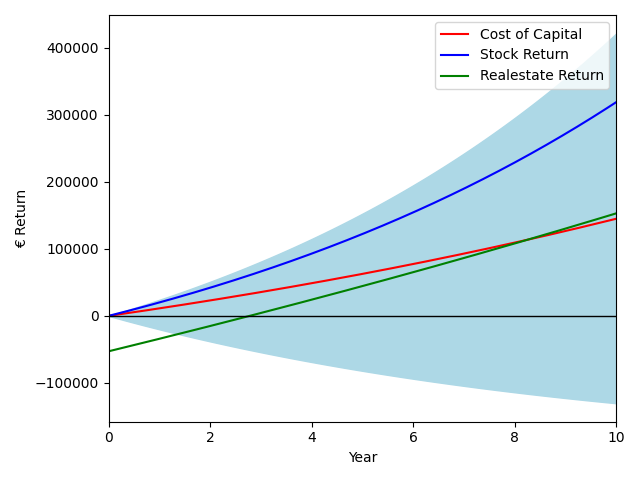 Cost of Capital
Stock Return
Realestate Return
400000
300000
200000
100000
0
−100000
€ Return
0 2 4 6 8 10
Year